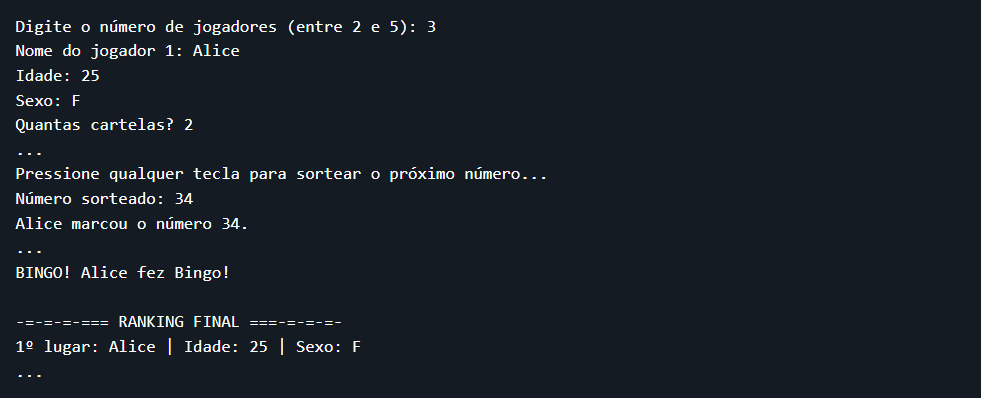 Digite o número de jogadores (entre 2 e 5): 3
Nome do jogador 1: Alice
Idade: 25
Sexo: F
Quantas cartelas? 2
...
Pressione qualquer tecla para sortear o próximo número...
Número sorteado: 34
Alice marcou o número 34.
...
BINGO! Alice fez Bingo!
-=-=-=-=== RANKING FINAL ===-=-=-=-
1º lugar: Alice | Idade: 25 | Sexo: F
...